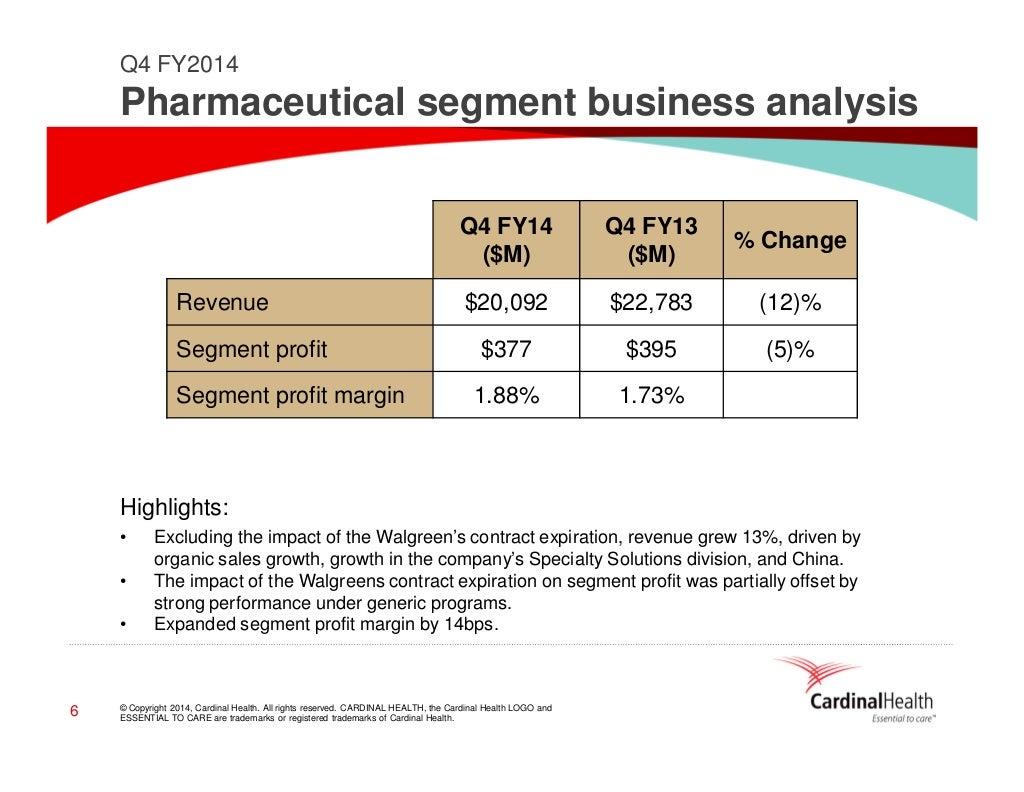 Q4 FY2014
Pharmaceutical segment business analysis
Q4 FY14 ($M) Q4 FY13 ($M) % Change
Revenue $20,092 $22,783 (12)%
Segment profit $377 $395 (5)%
Segment profit margin 1.88% 1.73%
Highlights:
• Excluding the impact of the Walgreen’s contract expiration, revenue grew 13%, driven by
organic sales growth, growth in the company’s Specialty Solutions division, and China.
• The impact of the Walgreens contract expiration on segment profit was partially offset by
strong performance under generic programs.
• Expanded segment profit margin by 14bps.
6
© Copyright 2014, Cardinal Health. All rights reserved. CARDINAL HEALTH, the Cardinal Health LOGO and
ESSENTIAL TO CARE are trademarks or registered trademarks of Cardinal Health.
CardinalHealth
Essential to care™